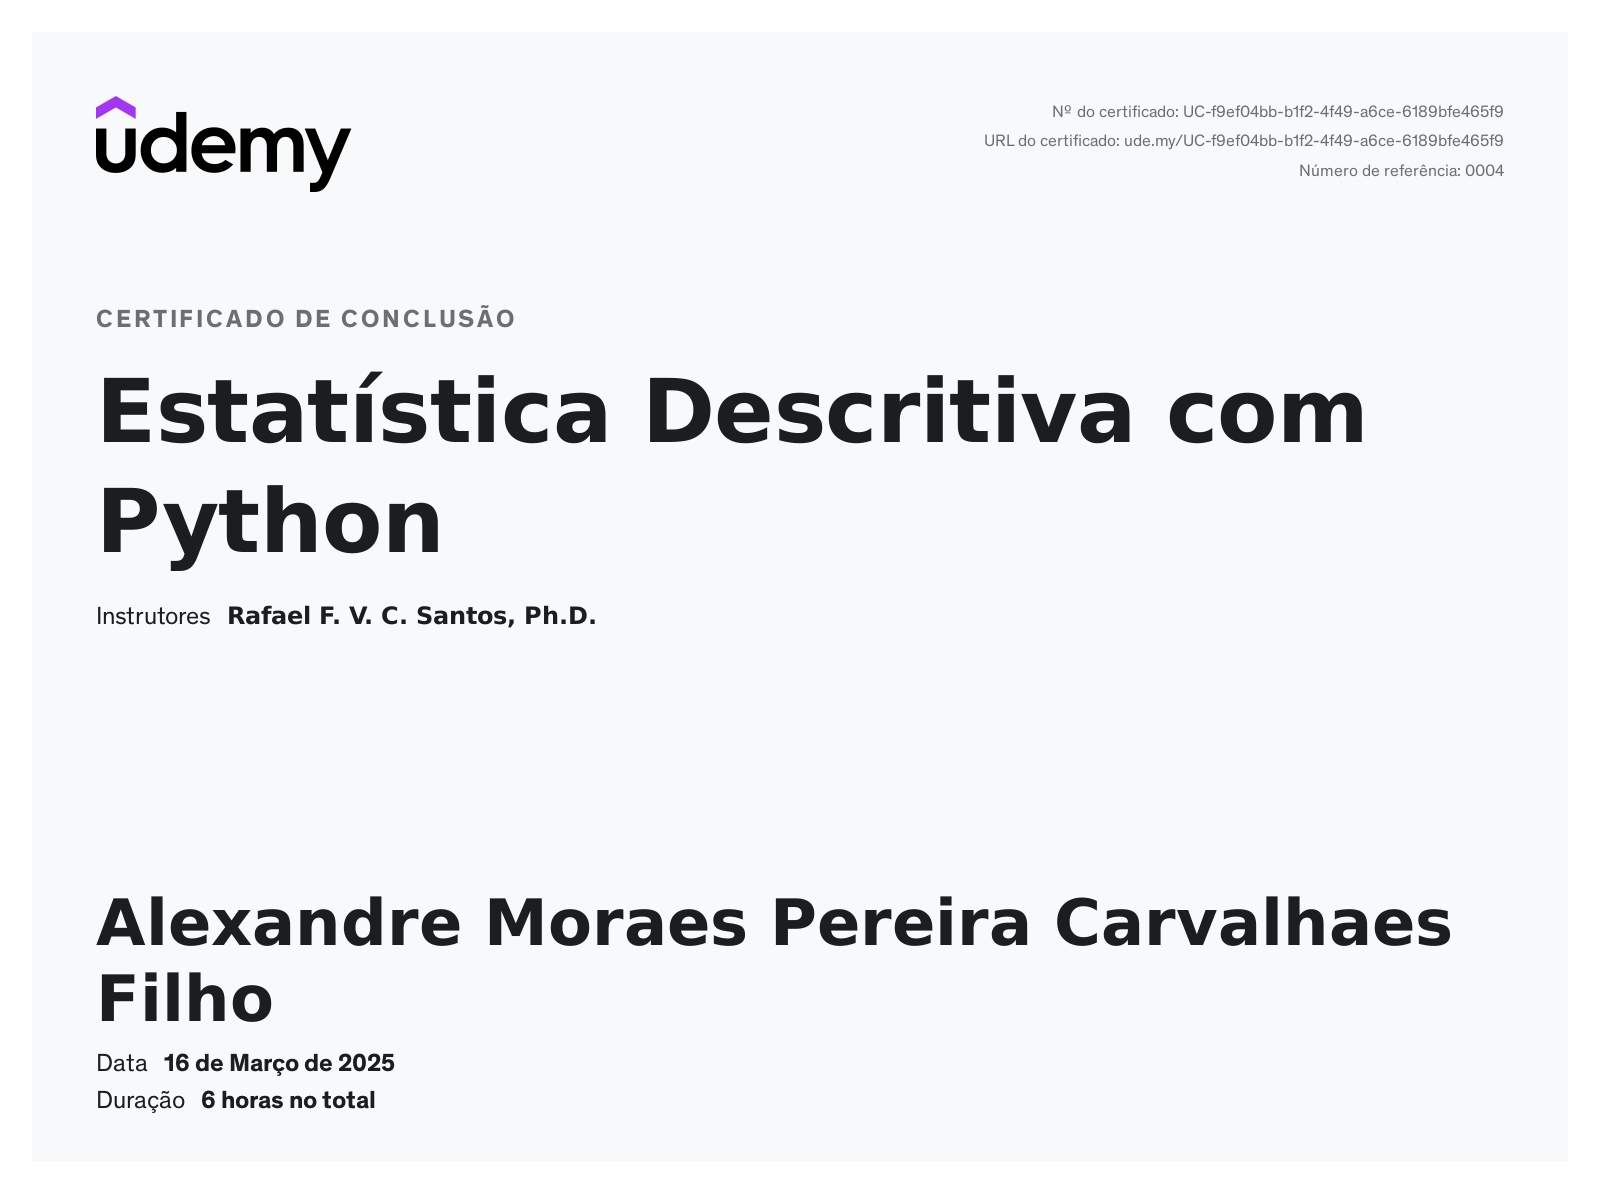 udemy
Nº do certificado: UC-f9ef04bb-b1f2-4f49-a6ce-6189bfe465f9
URL do certificado: ude.my/UC-f9ef04bb-b1f2-4f49-a6ce-6189bfe465f9
Número de referência: 0004
CERTIFICADO DE CONCLUSÃO
Estatística Descritiva com
Python
Instrutores Rafael F. V. C. Santos, Ph.D.
Alexandre Moraes Pereira Carvalhaes
Filho
Data 16 de Março de 2025
Duração 6 horas no total